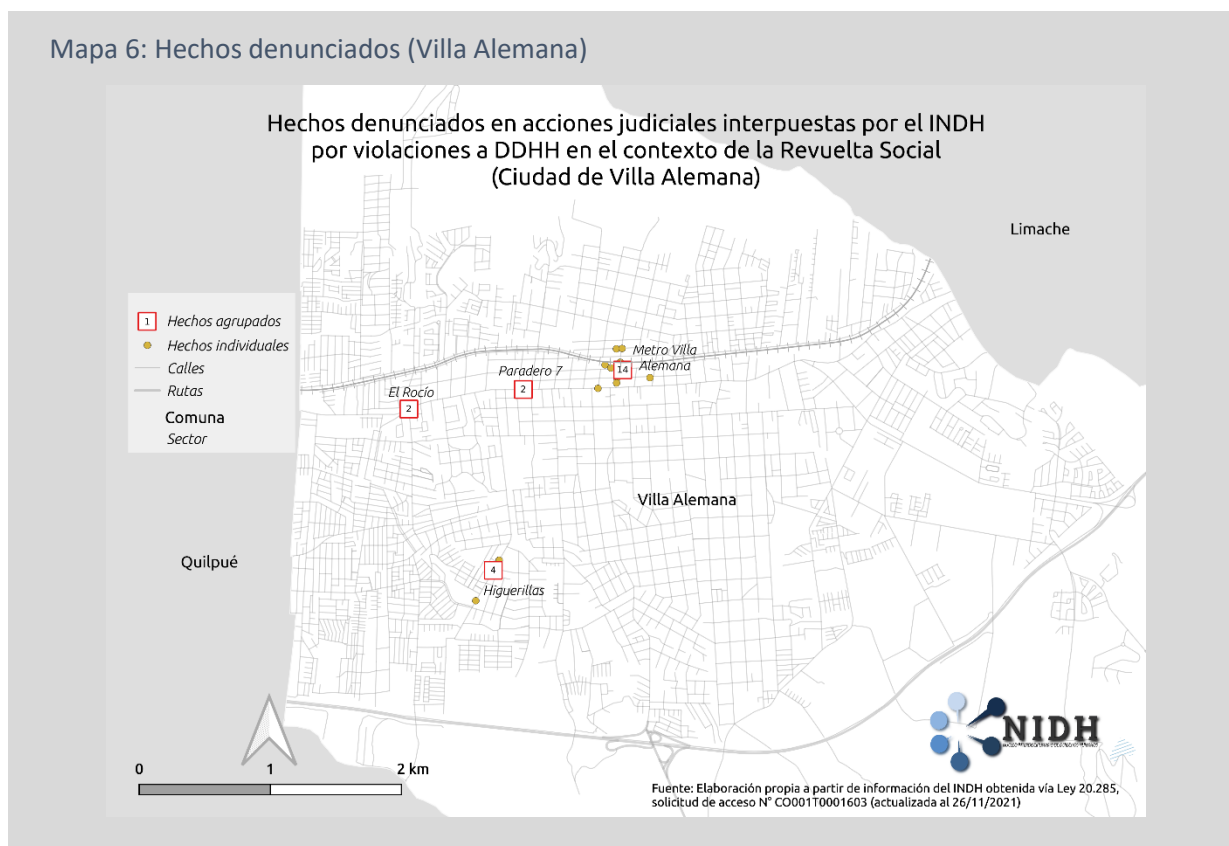 Mapa 6: Hechos denunciados (Villa Alemana)
Hechos denunciados en acciones judiciales interpuestas por el INDH
por violaciones a DDHH en el contexto de la Revuelta Social
(Ciudad de Villa Alemana)
Limache
1 Hechos agrupados
Hechos individuales
Calles
Rutas
Comuna
Sector
Metro Villa
Alemana
14
Paradero 7
2
El Rocío
2
Villa Alemana
Quilpué
4
Higuerillas
NIDH
0 1 2 km
Fuente: Elaboración propia a partir de información del INDH obtenida vía Ley 20.285,
solicitud de acceso N° CO001T0001603 (actualizada al 26/11/2021)